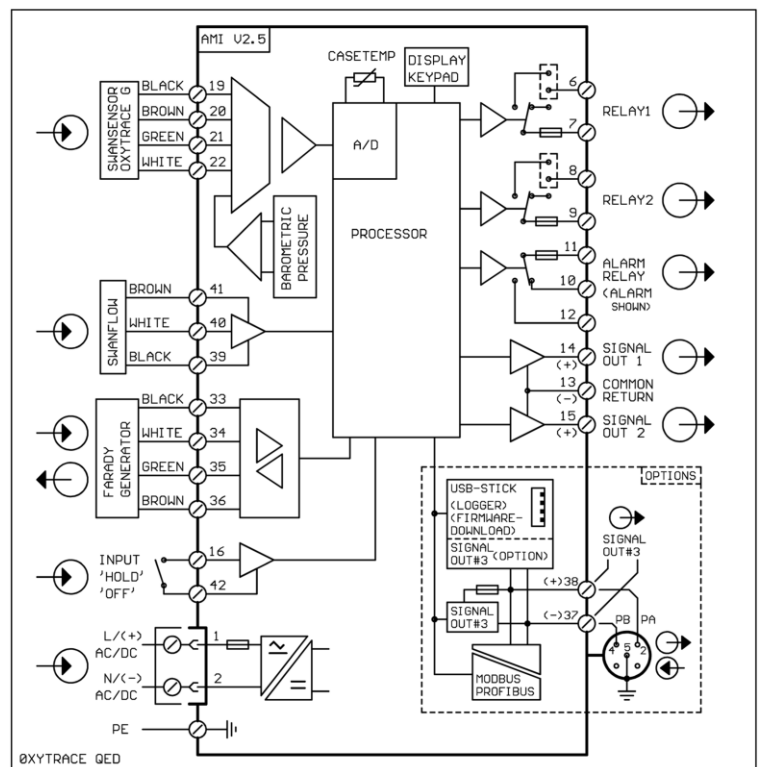 AMI V2.5
CASETEMP
DISPLAY
KEYPAD
A/D
PROCESSOR
SWANSENSOR
OXYTRACE G
BLACK 19
BROWN 20
GREEN 21
WHITE 22
BAROMETRIC
PRESSURE
SWANFLOW
BROWN 41
WHITE 40
BLACK 39
FARADY
GENERATOR
BLACK 33
WHITE 34
GREEN 35
BROWN 36
INPUT
'HOLD'
'OFF'
16
42
L/(+)
AC/DC
1
N/(-)
AC/DC
2
PE
6
RELAY1
7
8
RELAY2
9
11
ALARM
RELAY
10
(ALARM
SHOWN)
12
14
(+)
SIGNAL
OUT 1
13
(-)
COMMON
RETURN
15
(+)
SIGNAL
OUT 2
OPTIONS
USB-STICK
(LOGGER)
(FIRMWARE-
DOWNLOAD)
SIGNAL
OUT#3 (OPTION)
SIGNAL
OUT#3
(+)38
SIGNAL
OUT#3
(-)37
PB PA
4 5 2
MODBUS
PROFIBUS
OXYTRACE QED